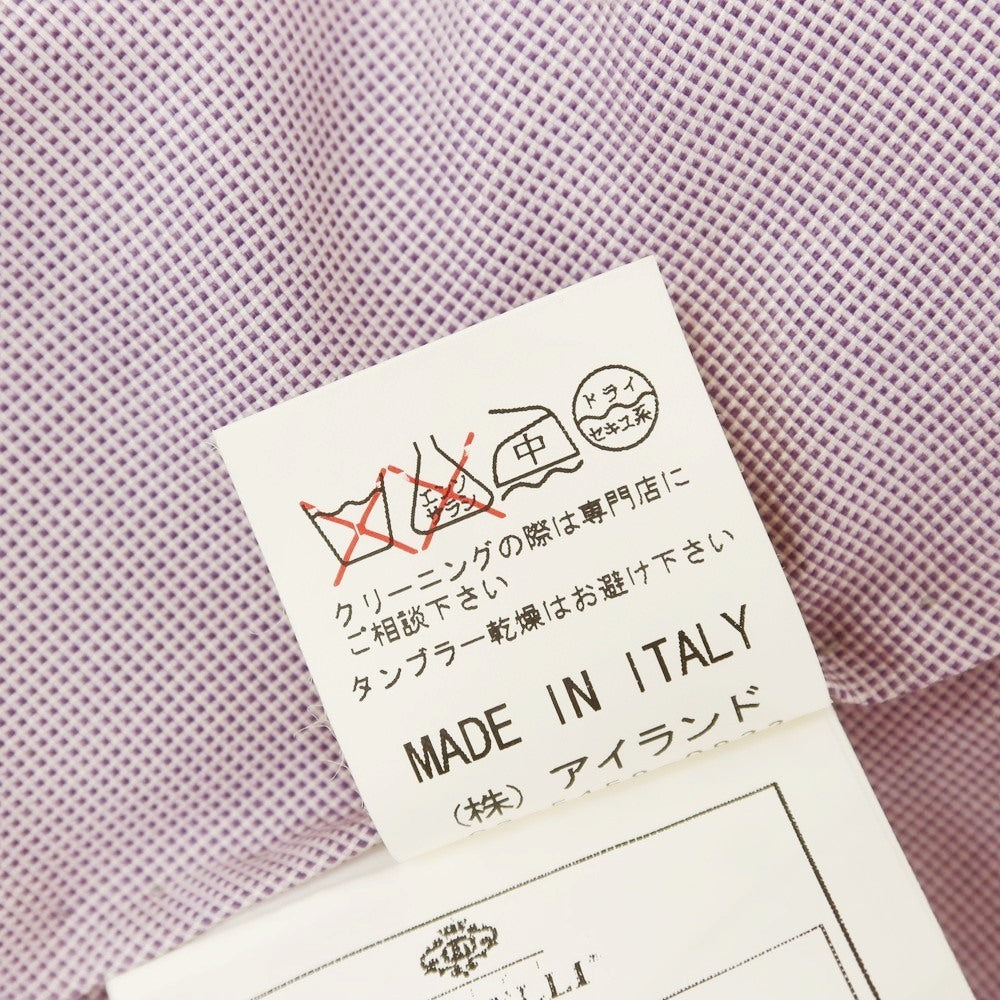 エンソ
サラン
中
ドライ
セキユ系
クリーニングの際は専門店に
ご相談下さい
タンブラー乾燥はお避け下さい
MADE IN ITALY
(株) アイランド